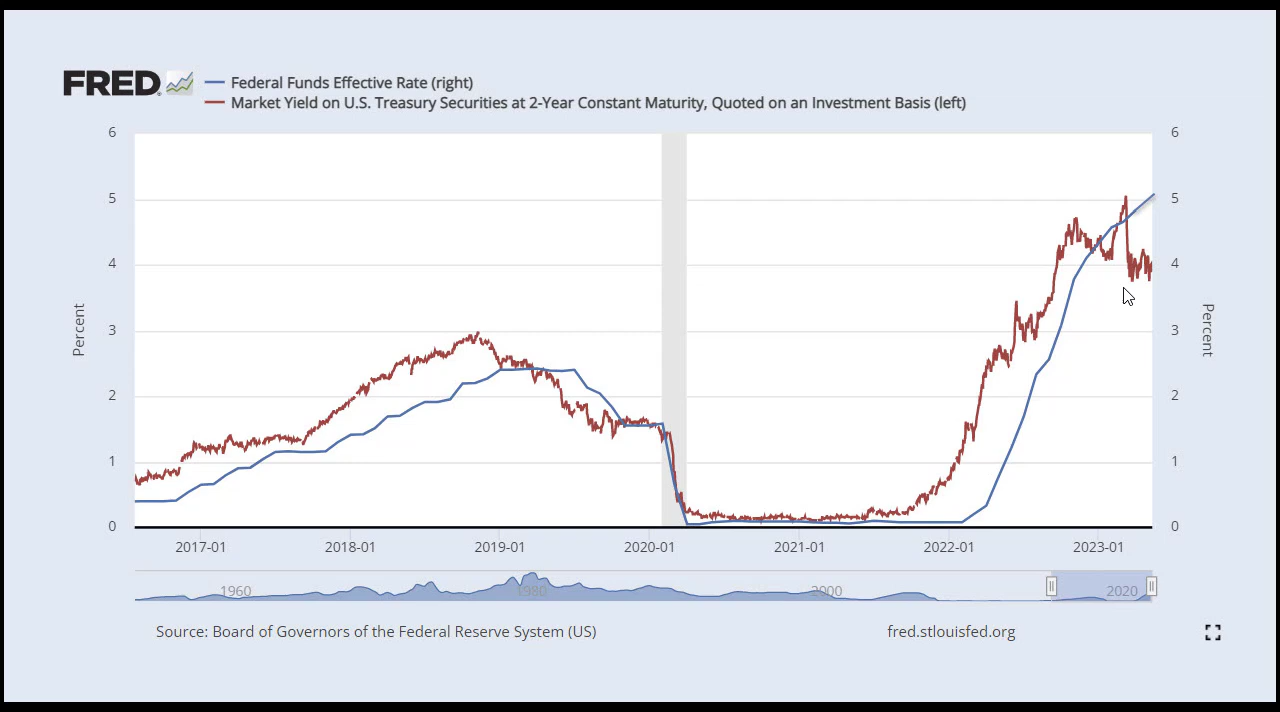 FRED
Federal Funds Effective Rate (right)
Market Yield on U.S. Treasury Securities at 2-Year Constant Maturity, Quoted on an Investment Basis (left)
6 6
5 5
4 4
3 3
2 2
1 1
0 0
Percent
Percent
2017-01 2018-01 2019-01 2020-01 2021-01 2022-01 2023-01
1960 1980 2000 2020
Source: Board of Governors of the Federal Reserve System (US) fred.stlouisfed.org